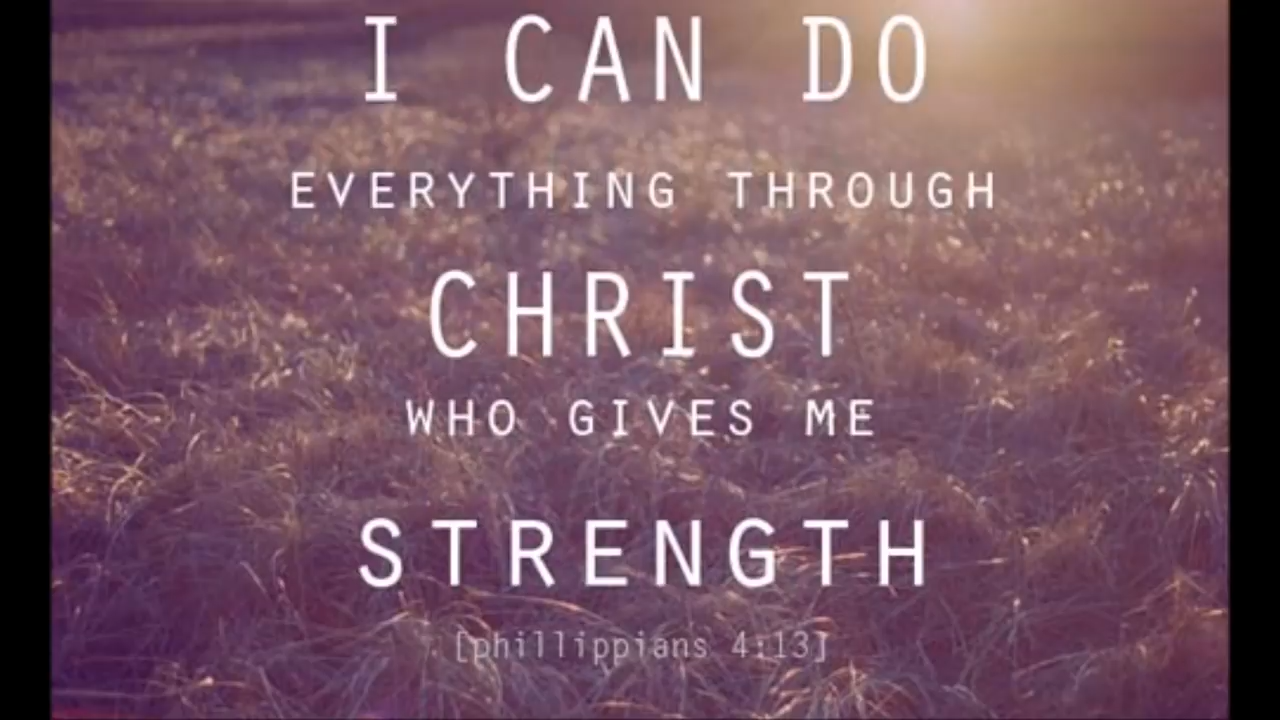 I CAN DO
EVERYTHING THROUGH
CHRIST
WHO GIVES ME
STRENGTH
[phillippians 4:13]